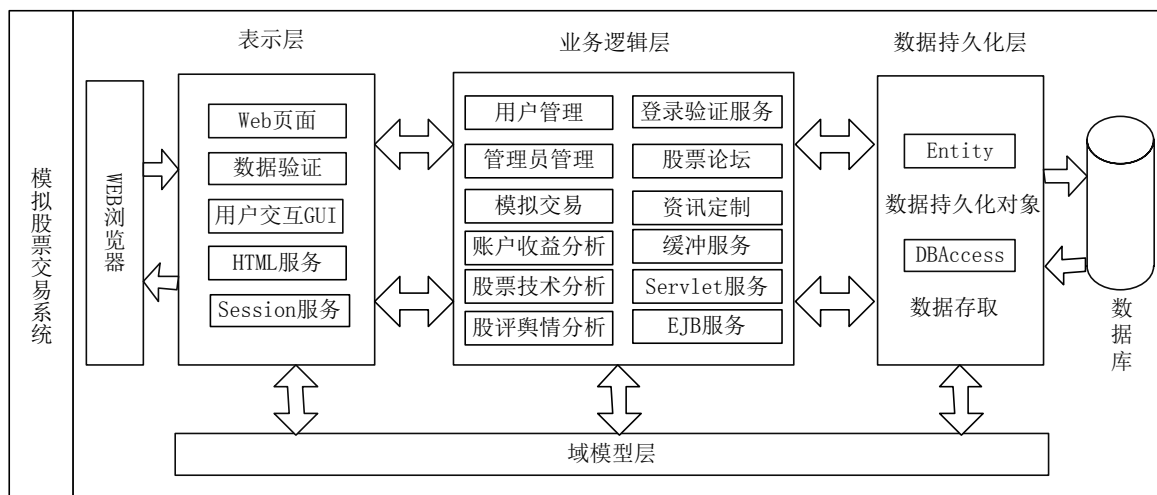 模拟股票交易系统
WEB浏览器
表示层
Web页面
数据验证
用户交互GUI
HTML服务
Session服务
业务逻辑层
用户管理
登录验证服务
管理员管理
股票论坛
模拟交易
资讯定制
账户收益分析
缓冲服务
股票技术分析
Servlet服务
股评舆情分析
EJB服务
数据持久化层
Entity
数据持久化对象
DBAccess
数据存取
数据库
域模型层